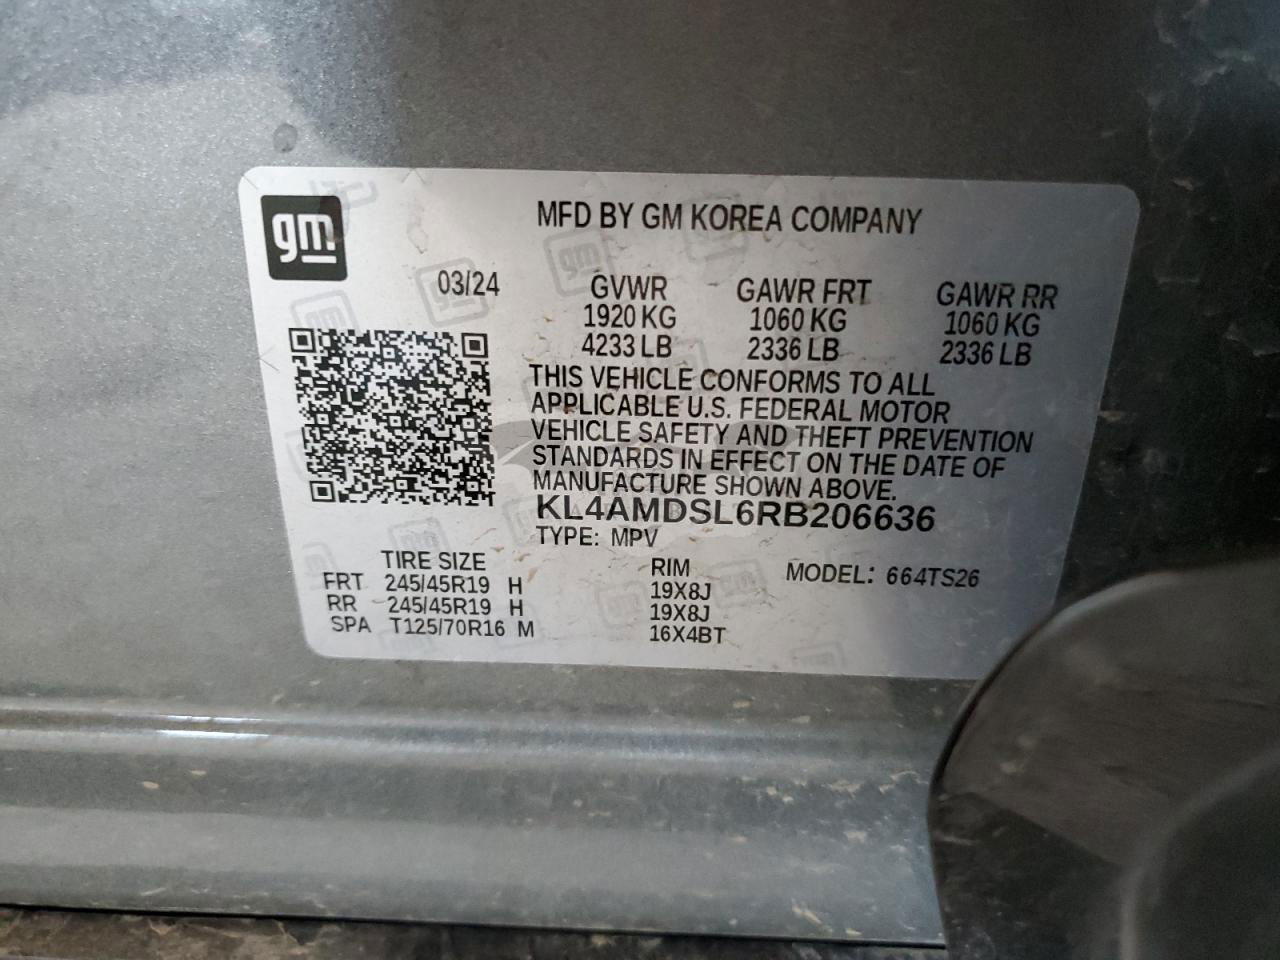 gm
MFD BY GM KOREA COMPANY
03/24
GVWR GAWR FRT GAWR RR
1920 KG 1060 KG 1060 KG
4233 LB 2336 LB 2336 LB
THIS VEHICLE CONFORMS TO ALL
APPLICABLE U.S. FEDERAL MOTOR
VEHICLE SAFETY AND THEFT PREVENTION
STANDARDS IN EFFECT ON THE DATE OF
MANUFACTURE SHOWN ABOVE.
KL4AMDSL6RB206636
TYPE: MPV
TIRE SIZE RIM MODEL: 664TS26
FRT 245/45R19 H 19X8J
RR 245/45R19 H 19X8J
SPA T125/70R16 M 16X4BT